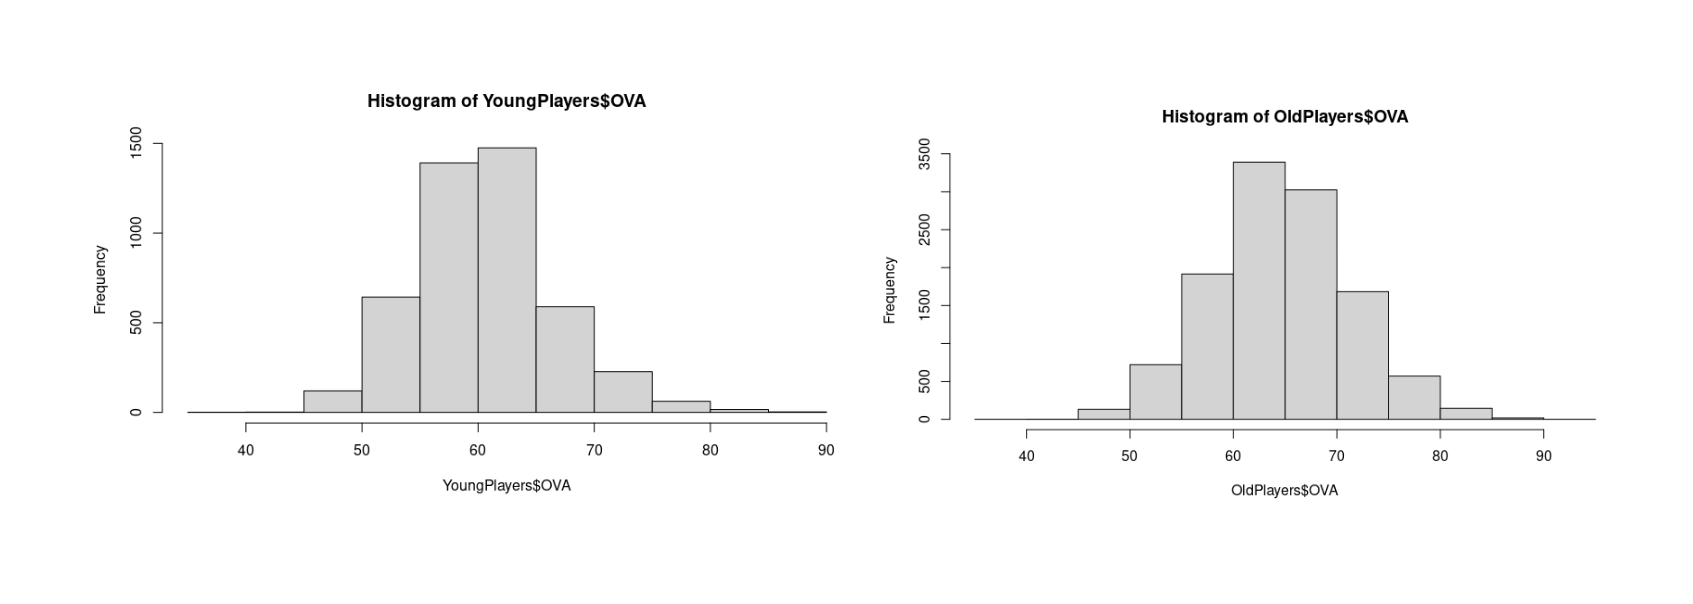 Histogram of YoungPlayers$OVA
Frequency
1500
1000
500
0
40 50 60 70 80 90
YoungPlayers$OVA
Histogram of OldPlayers$OVA
Frequency
3500
2500
1500
500
0
40 50 60 70 80 90
OldPlayers$OVA